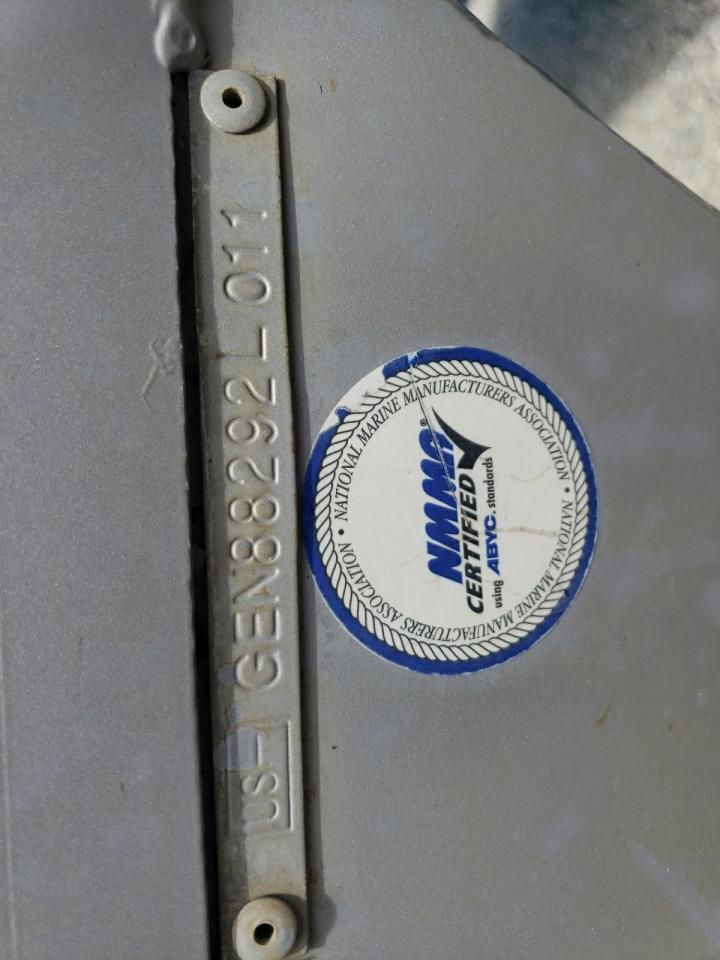 US- GEN88292L011
NATIONAL MARINE MANUFACTURERS ASSOCIATION • NATIONAL MARINE MANUFACTURERS ASSOCIATION •
NMMA®
CERTIFIED
using ABYC. standards